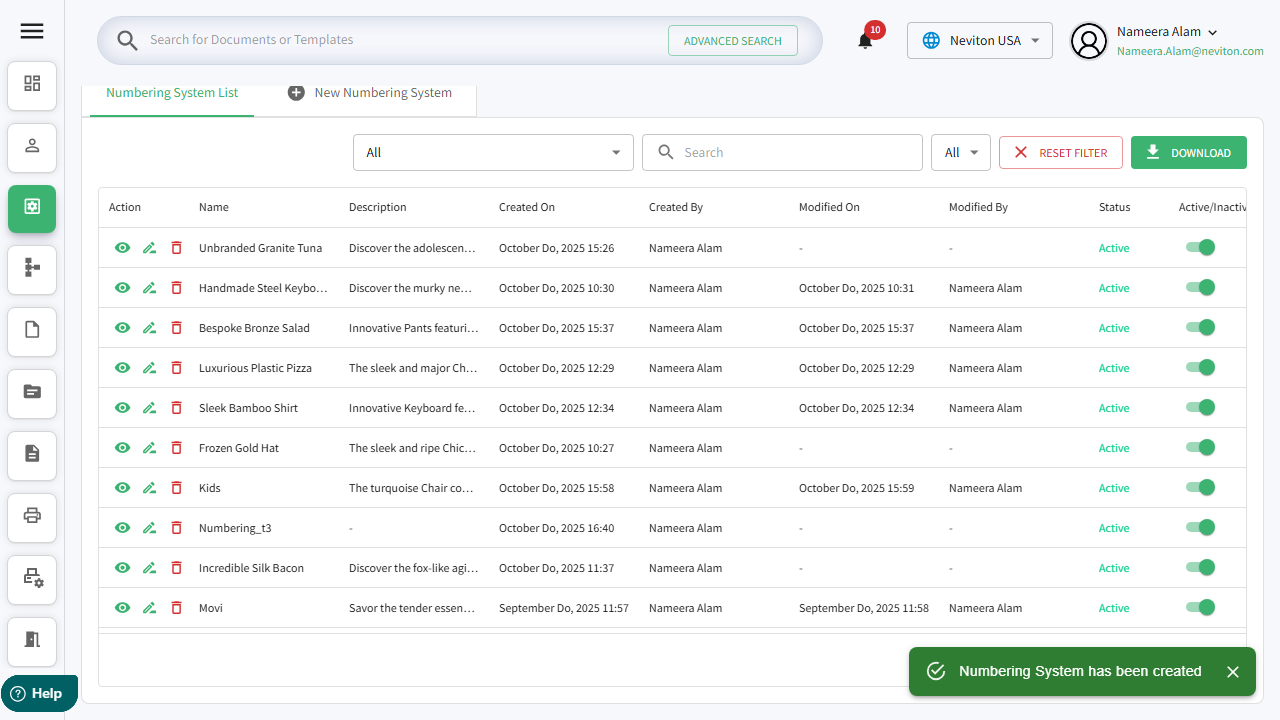 Search for Documents or Templates
ADVANCED SEARCH
10
Neviton USA
Nameera Alam
Nameera.Alam@neviton.com
Numbering System List
New Numbering System
All
Search
All
RESET FILTER
DOWNLOAD
Action Name Description Created On Created By Modified On Modified By Status Active/Inactiv
Unbranded Granite Tuna Discover the adolescen... October Do, 2025 15:26 Nameera Alam - - Active
Handmade Steel Keybo... Discover the murky ne... October Do, 2025 10:30 Nameera Alam October Do, 2025 10:31 Nameera Alam Active
Bespoke Bronze Salad Innovative Pants featuri... October Do, 2025 15:37 Nameera Alam October Do, 2025 15:37 Nameera Alam Active
Luxurious Plastic Pizza The sleek and major Ch... October Do, 2025 12:29 Nameera Alam October Do, 2025 12:29 Nameera Alam Active
Sleek Bamboo Shirt Innovative Keyboard fe... October Do, 2025 12:34 Nameera Alam October Do, 2025 12:34 Nameera Alam Active
Frozen Gold Hat The sleek and ripe Chic... October Do, 2025 10:27 Nameera Alam - - Active
Kids The turquoise Chair co... October Do, 2025 15:58 Nameera Alam October Do, 2025 15:59 Nameera Alam Active
Numbering_t3 - October Do, 2025 16:40 Nameera Alam - - Active
Incredible Silk Bacon Discover the fox-like agi... October Do, 2025 11:37 Nameera Alam - - Active
Movi Savor the tender essen... September Do, 2025 11:57 Nameera Alam September Do, 2025 11:58 Nameera Alam Active
Numbering System has been created
Help